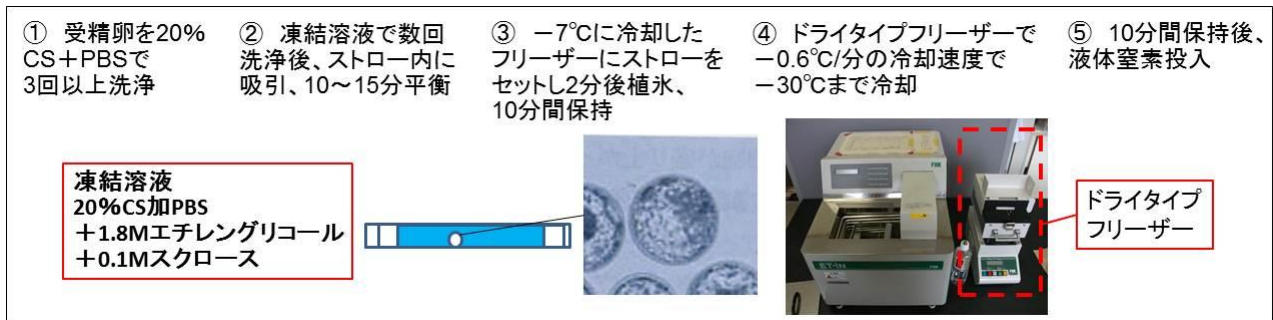 ① 受精卵を20%
CS+PBSで
3回以上洗浄
② 凍結溶液で数回
洗浄後、ストロー内に
吸引、10～15分平衡
③ －7℃に冷却した
フリーザーにストローを
セットし2分後植氷、
10分間保持
④ ドライタイプフリーザーで
－0.6℃/分の冷却速度で
－30℃まで冷却
⑤ 10分間保持後、
液体窒素投入
凍結溶液
20%CS加PBS
＋1.8Mエチレングリコール
＋0.1Mスクロース
ET-1N
ドライタイプ
フリーザー